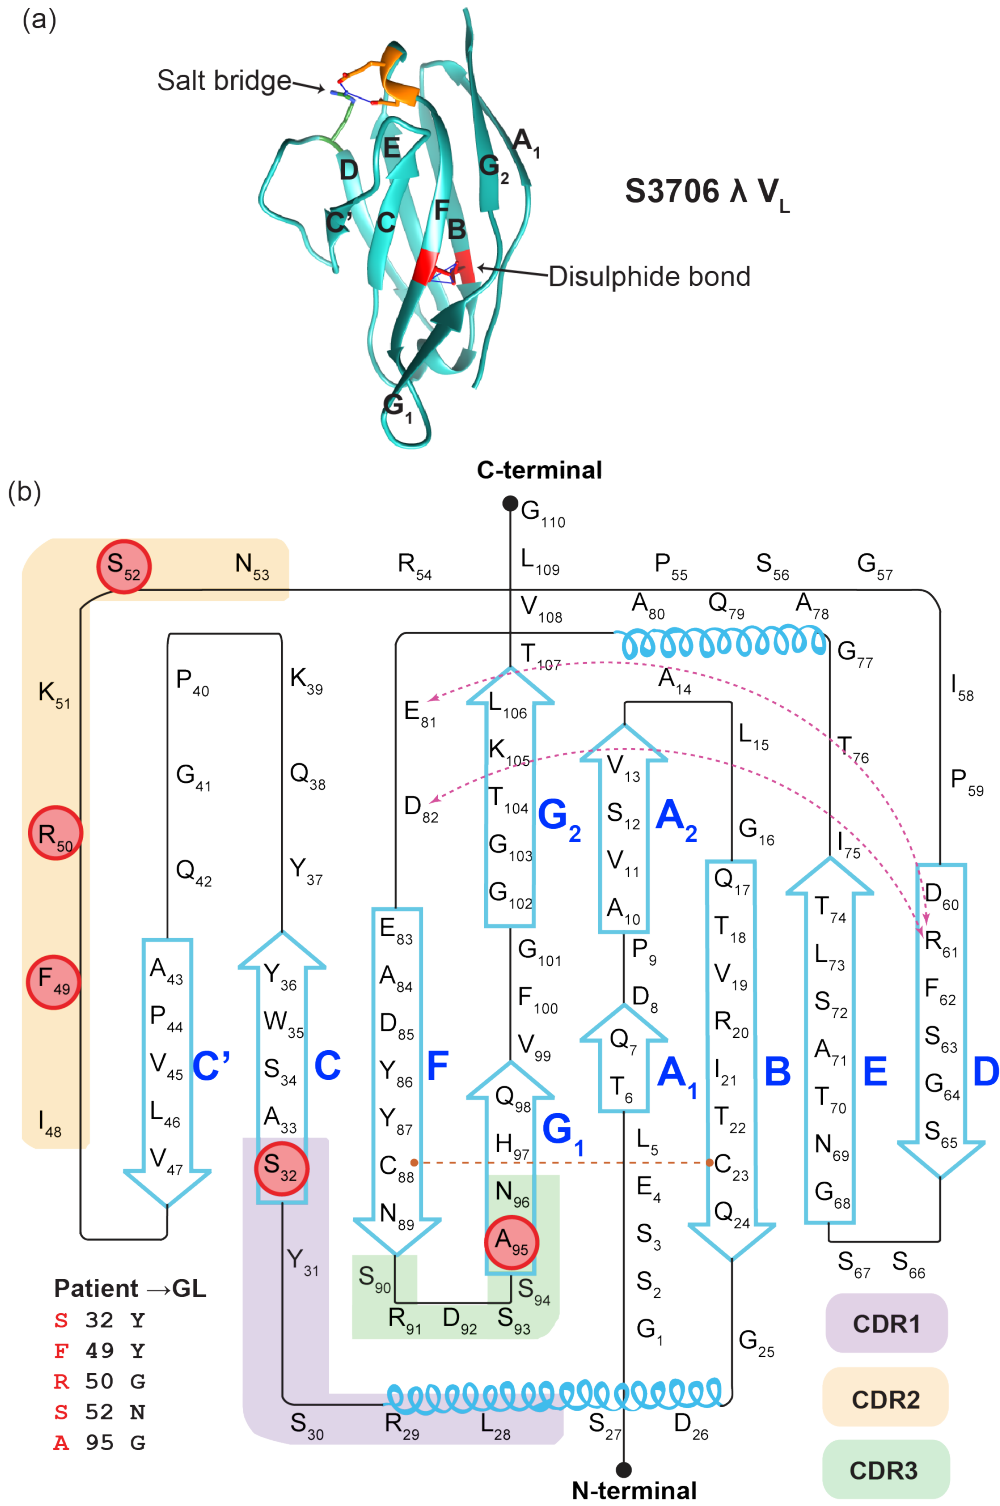 (a)
Salt bridge
A1
E
G2
D
S3706 λ VL
C’
C
F
B
Disulphide bond
G1
C-terminal
(b)
G110
S52
N53
R54
L109
P55
S56
G57
V108
A80
Q79
A78
T107
G77
P40
K39
A14
I58
K51
E81
L106
L15
T76
K105
V13
G41
Q38
P59
D82
T104
G2
S12
A2
R50
G103
G16
I75
Q42
Y37
V11
G102
Q17
D60
A10
T74
E83
T18
R61
G101
P9
L73
A43
Y36
A84
V19
F49
F100
D8
S72
F62
P44
W35
D85
R20
V99
Q7
A71
S63
V45
C’
S34
C
Y86
F
A1
I21
B
E
D
T6
Q98
T70
G64
L46
A33
Y87
G1
T22
I48
H97
L5
N69
S65
V47
S32
C88
C23
N96
E4
G68
N89
Q24
A95
S3
Y31
S67
S66
S90
S94
S2
Patient →GL
R91
D92
S93
G1
G25
S 32 Y
CDR1
F 49 Y
R 50 G
CDR2
S 52 N
S30
R29
L28
S27
D26
A 95 G
CDR3
N-terminal